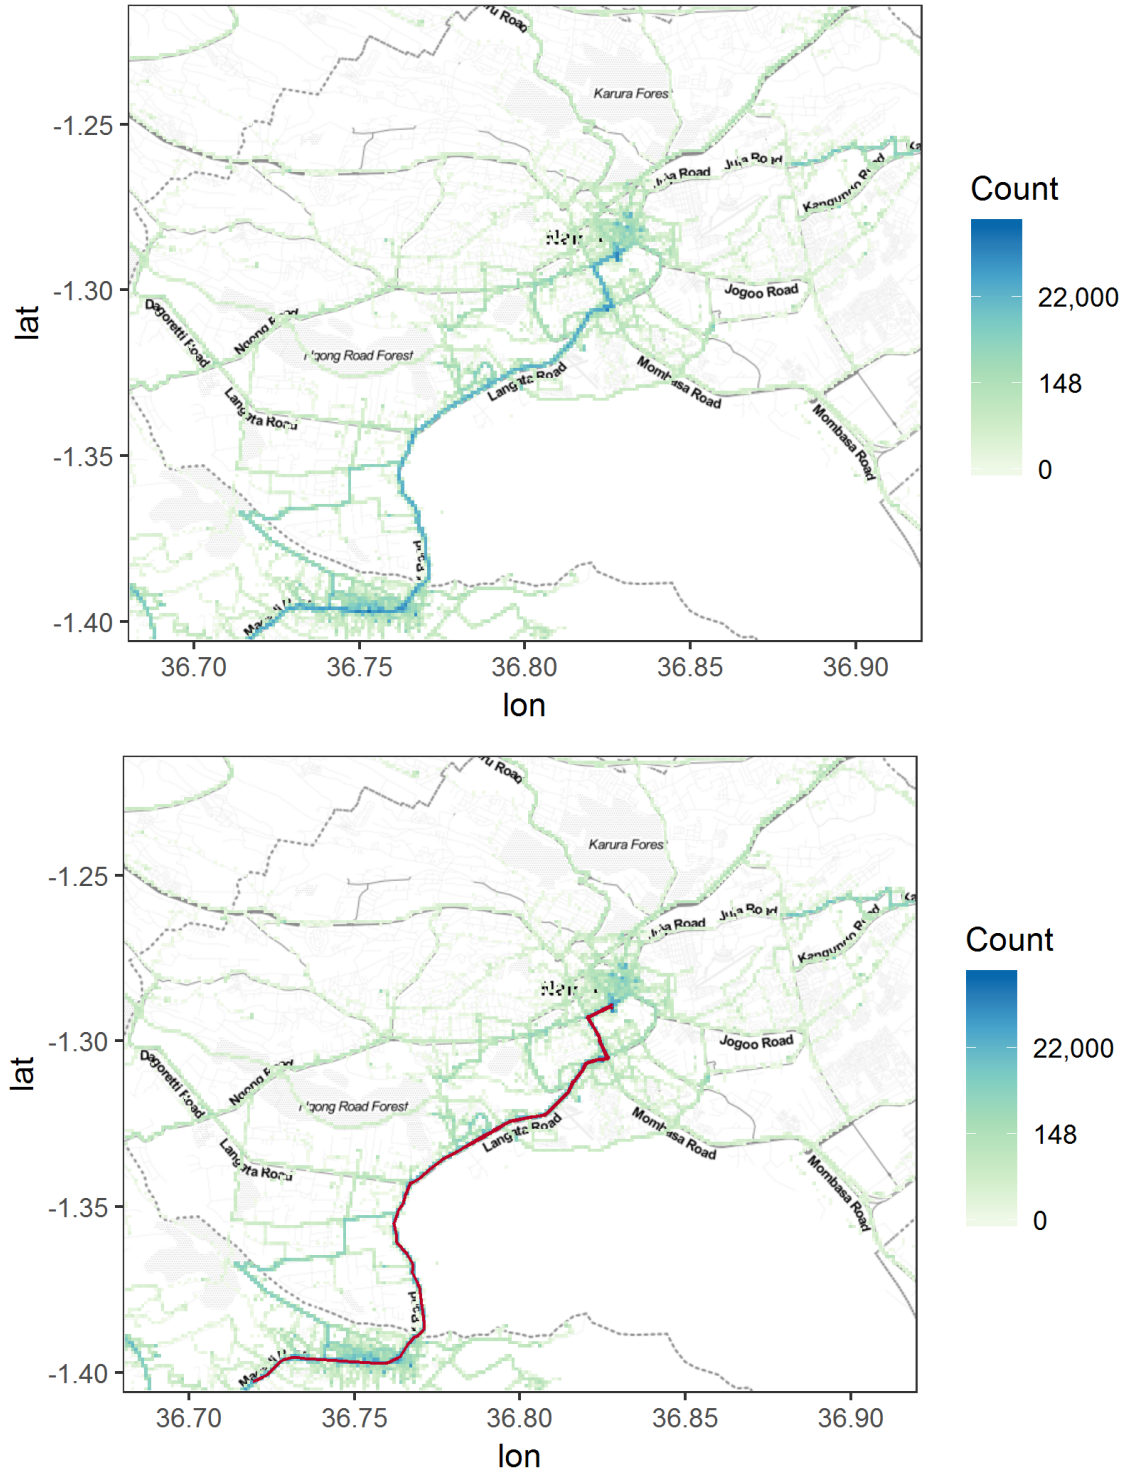 Karura Fores
-1.25
Road
Road
Count
22,000
148
0
-1.30
Jogoo Road
lat
Dagoretti Road
Ngong Road
Ngong Road Forest
Langata Road
Mombasa Road
Langata Road
Mombasa Road
-1.35
-1.40
36.70 36.75 36.80 36.85 36.90
lon
Karura Fores
-1.25
Road
Count
22,000
148
0
-1.30
Jogoo Road
lat
Dagoretti Road
Ngong Road
Ngong Road Forest
Langata Road
Mombasa Road
Langata Road
Mombasa Road
-1.35
-1.40
36.70 36.75 36.80 36.85 36.90
lon